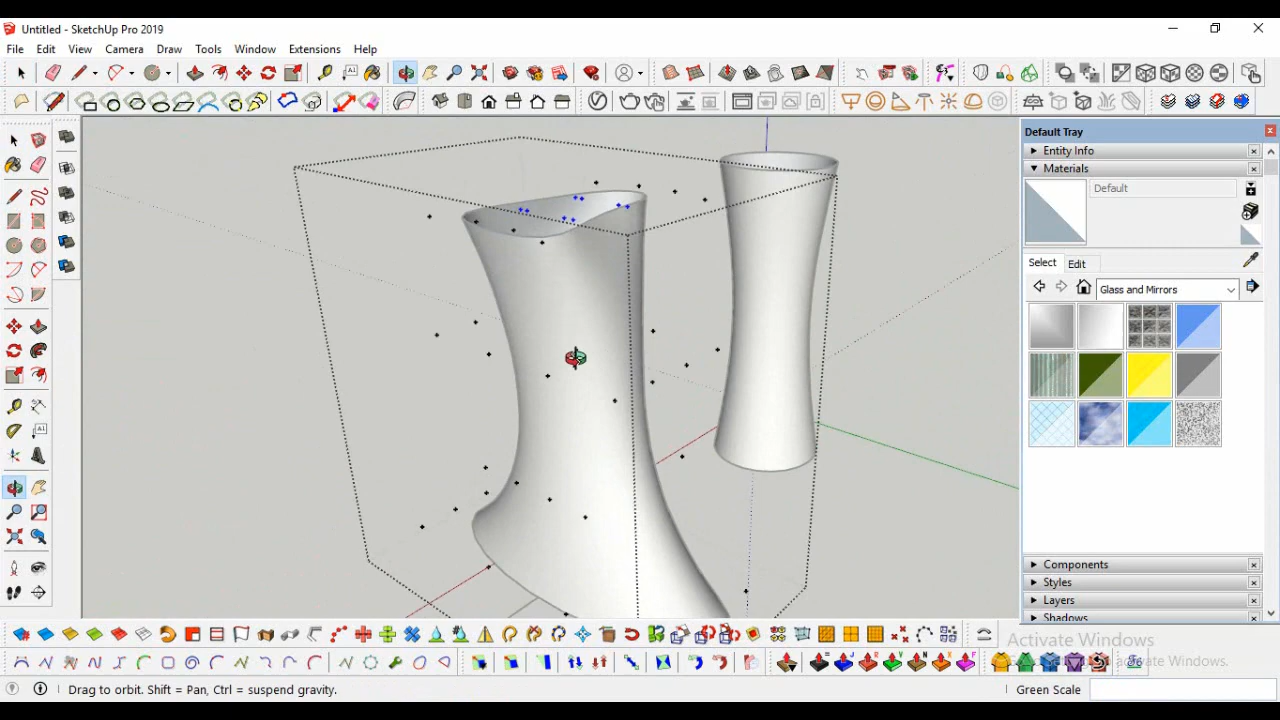 Untitled - SketchUp Pro 2019
File Edit View Camera Draw Tools Window Extensions Help
Default Tray
Entity Info
Materials
Default
Select Edit
Glass and Mirrors
Components
Styles
Layers
Shadows
Activate Windows
Drag to orbit. Shift = Pan, Ctrl = suspend gravity.
Green Scale